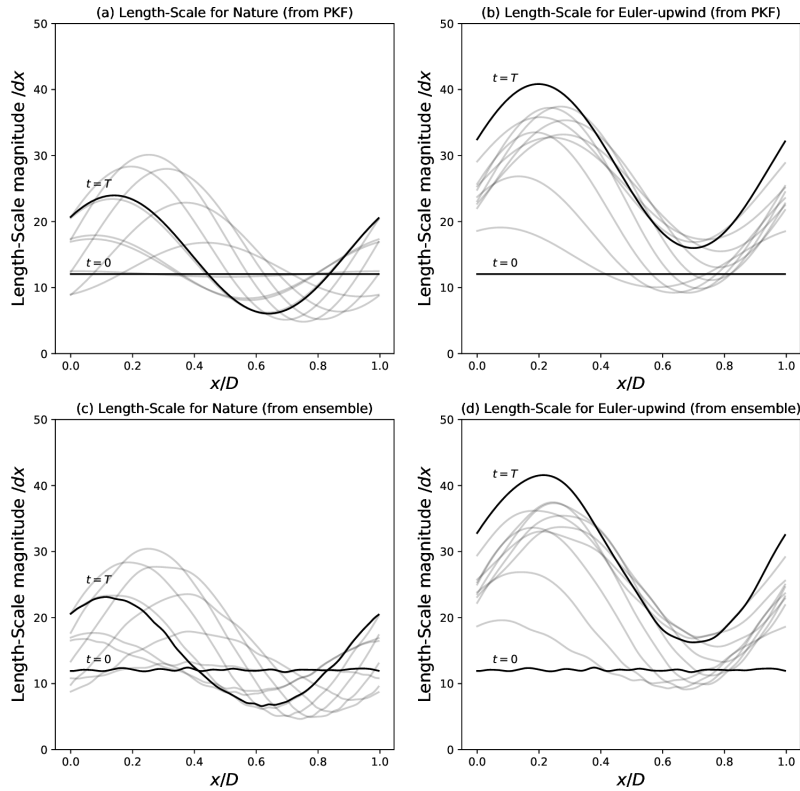 (a) Length-Scale for Nature (from PKF)
(b) Length-Scale for Euler-upwind (from PKF)
50
40
30
20
10
0
Length-Scale magnitude /dx
t = T
t = 0
0.0 0.2 0.4 0.6 0.8 1.0
x/D
50
40
30
20
10
0
Length-Scale magnitude /dx
t = T
t = 0
0.0 0.2 0.4 0.6 0.8 1.0
x/D
(c) Length-Scale for Nature (from ensemble)
(d) Length-Scale for Euler-upwind (from ensemble)
50
40
30
20
10
0
Length-Scale magnitude /dx
t = T
t = 0
0.0 0.2 0.4 0.6 0.8 1.0
x/D
50
40
30
20
10
0
Length-Scale magnitude /dx
t = T
t = 0
0.0 0.2 0.4 0.6 0.8 1.0
x/D